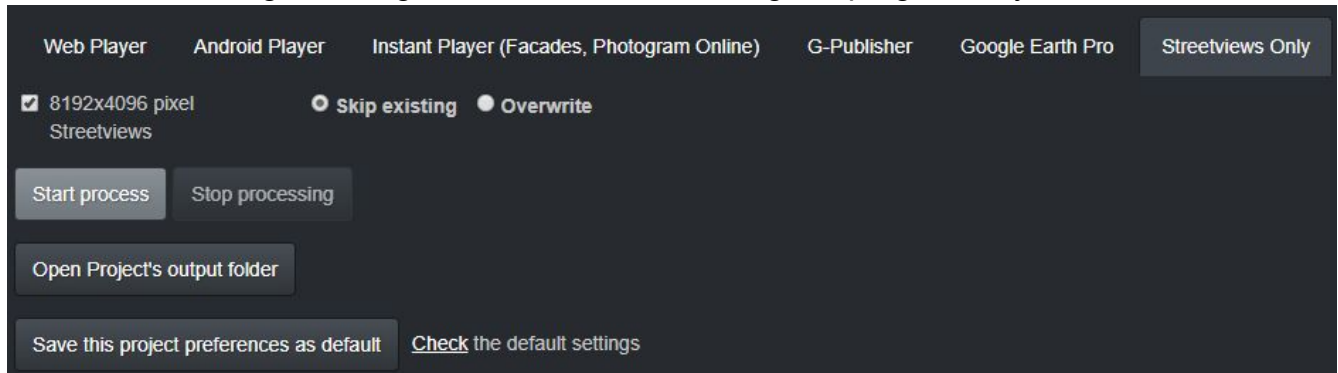 Web Player Android Player Instant Player (Facades, Photogram Online) G-Publisher Google Earth Pro Streetviews Only
8192x4096 pixel Skip existing Overwrite
Streetviews
Start process Stop processing
Open Project's output folder
Save this project preferences as default Check the default settings